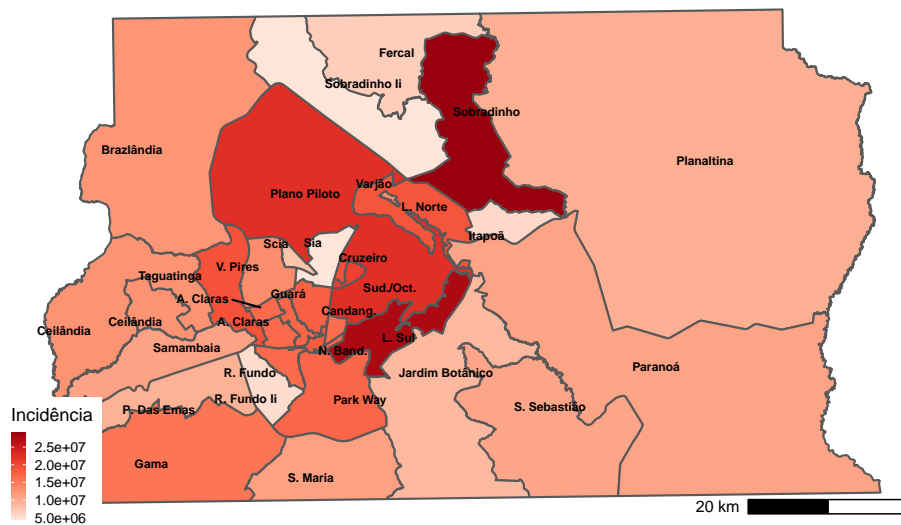 Fercal
Sobradinho Ii
Sobradinho
Brazlândia
Planaltina
Varjão
Plano Piloto
L. Norte
Itapoã
Scia
Sia
Cruzeiro
V. Pires
Taguatinga
Sud./Oct.
Guará
A. Claras
Candang.
Ceilândia
Ceilândia
A. Claras
L. Sul
Samambaia
N. Band.
R. Fundo
Jardim Botânico
Paranoá
R. Fundo Ii
Park Way
P. Das Emas
S. Sebastião
Gama
S. Maria
Incidência
2.5e+07
2.0e+07
1.5e+07
1.0e+07
5.0e+06
20 km